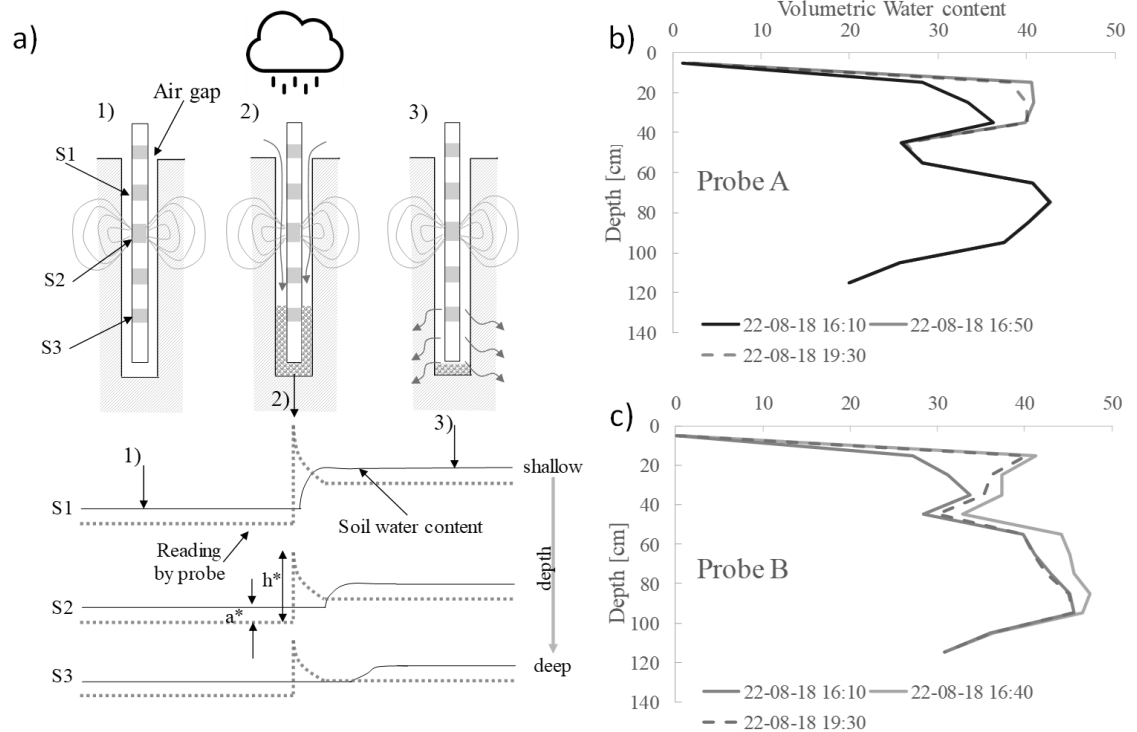 a)
1)
Air gap
2)
3)
S1
S2
S3
2)
1)
3)
shallow
S1
Soil water content
Reading
by probe
depth
h*
S2
a*
S3
deep
b)
Volumetric Water content
0 10 20 30 40 50
0
20
40
60
80
100
120
140
Depth [cm]
Probe A
22-08-18 16:10
22-08-18 16:50
22-08-18 19:30
c)
0 10 20 30 40 50
0
20
40
60
80
100
120
140
Depth [cm]
Probe B
22-08-18 16:10
22-08-18 16:40
22-08-18 19:30